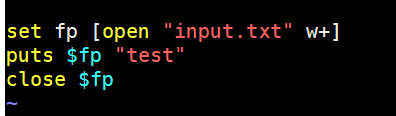 set fp [open "input.txt" w+]
puts $fp "test"
close $fp
~